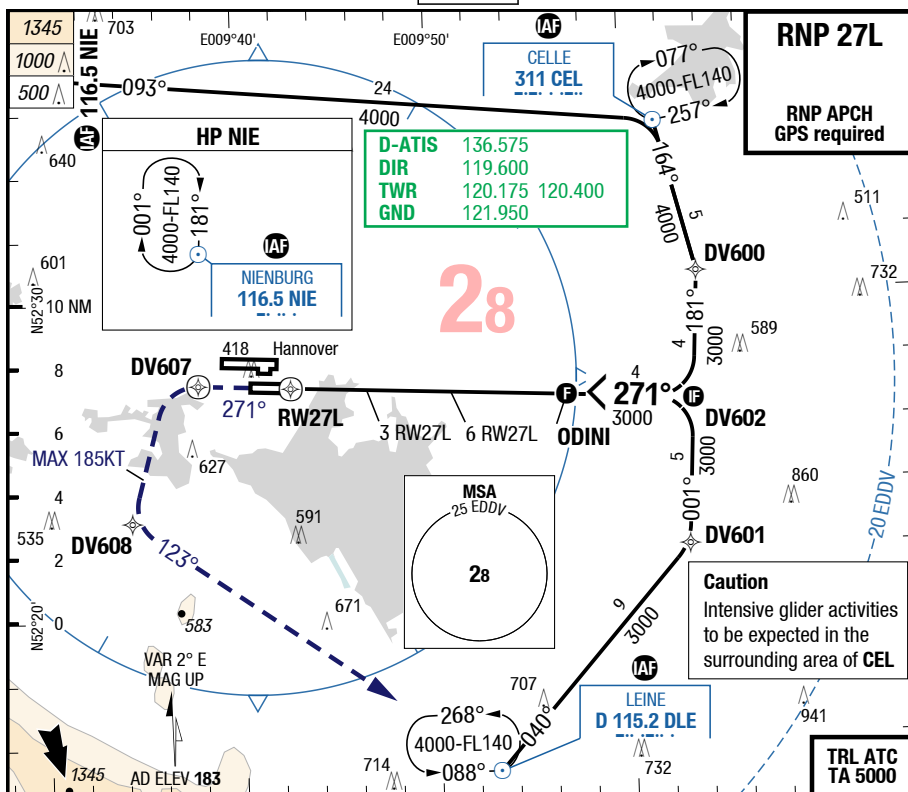 1345
1000
500
703
E009°40'
E009°50'
IAF
CELLE
311 CEL
077°
4000-FL140
257°
RNP 27L
RNP APCH
GPS required
IAF 116.5 NIE
093°
24
4000
640
HP NIE
001°
4000-FL140
181°
IAF
NIENBURG
116.5 NIE
D-ATIS 136.575
DIR 119.600
TWR 120.175 120.400
GND 121.950
164°
5
4000
511
DV600
732
601
N52°30'
10 NM
28
181°
4
3000
589
418
Hannover
DV607
8
271°
RW27L
3 RW27L
6 RW27L
F
ODINI
4
271°
3000
IF
DV602
6
MAX 185KT
627
5
3000
001°
860
20 EDDV
4
535
DV608
591
MSA
25 EDDV
28
DV601
2
123°
Caution
Intensive glider activities
to be expected in the
surrounding area of CEL
9
3000
N52°20'
0
583
671
VAR 2° E
MAG UP
707
IAF
LEINE
D 115.2 DLE
941
040°
268°
4000-FL140
088°
732
714
1345
AD ELEV 183
TRL ATC
TA 5000